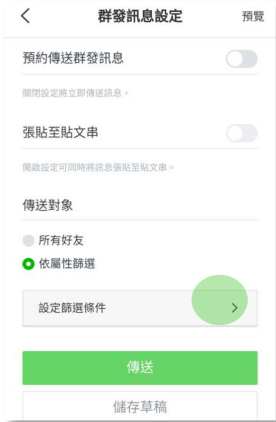 群發訊息設定
預覽
預約傳送群發訊息
關閉設定將立即傳送訊息。
張貼至貼文串
開啟設定可同時將訊息張貼至貼文串。
傳送對象
所有好友
依屬性篩選
設定篩選條件
傳送
儲存草稿